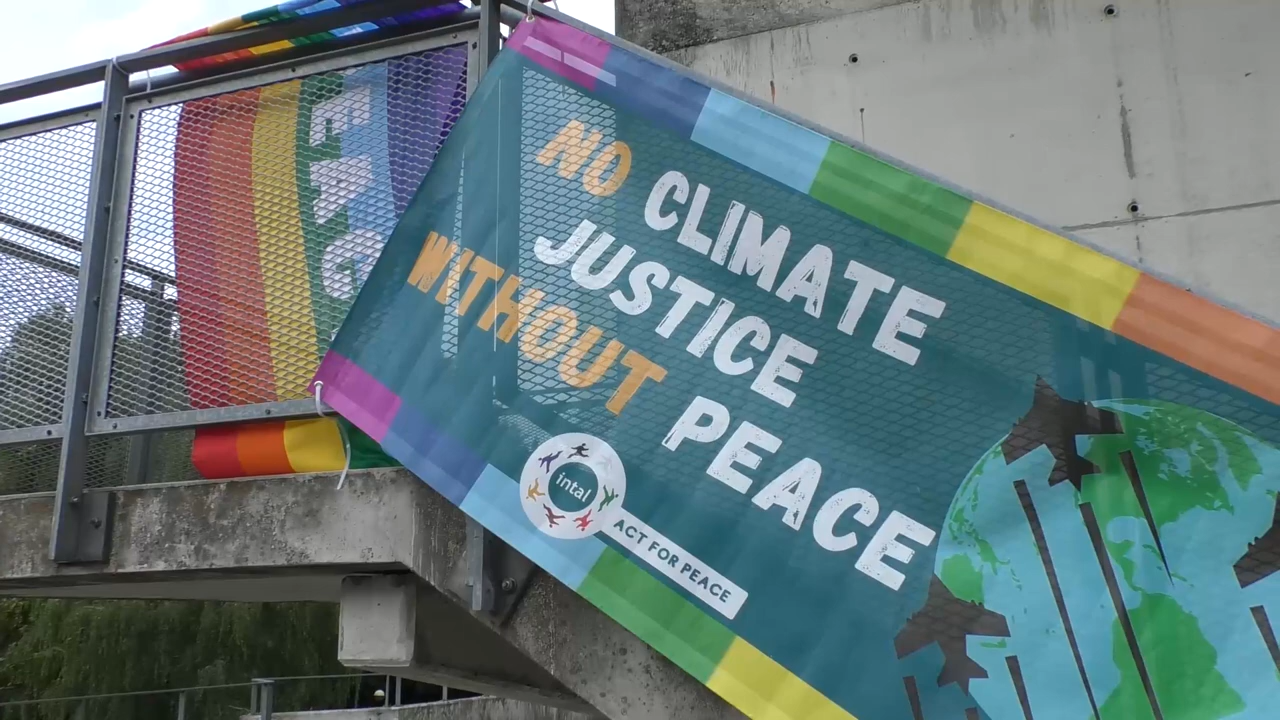 NO CLIMATE
JUSTICE
WITHOUT PEACE
intal
ACT FOR PEACE